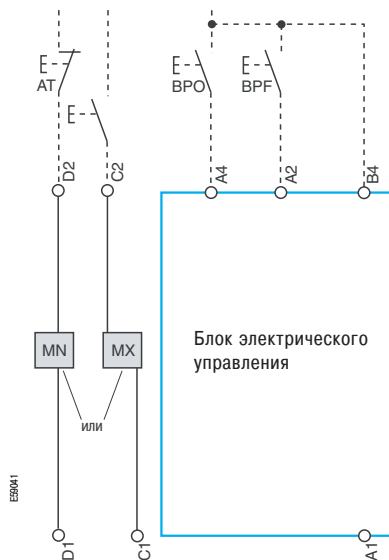 AT
BPO
BPF
D2
C2
A4
A2
B4
MN
MX
Блок электрического
управления
или
E59041
D1
C1
A1